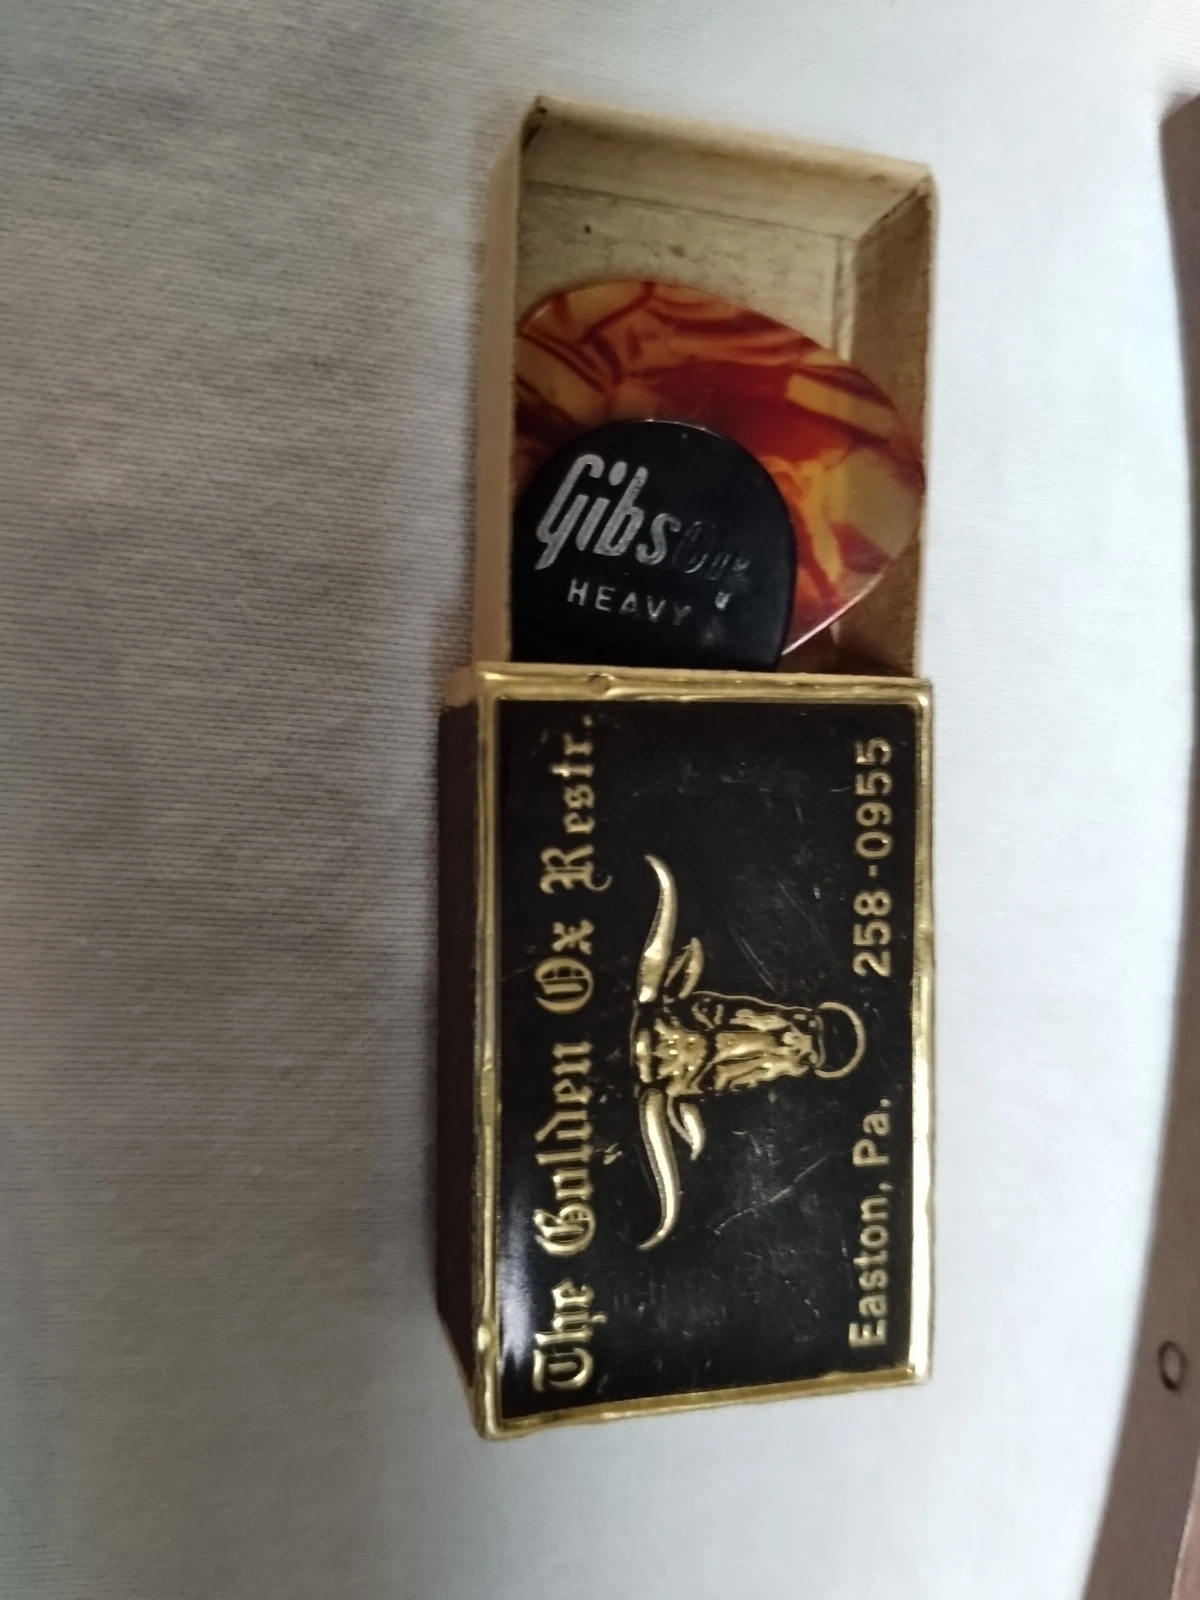 Gibson
HEAVY
The Golden Ox Restr.
Easton, Pa. 258-0955